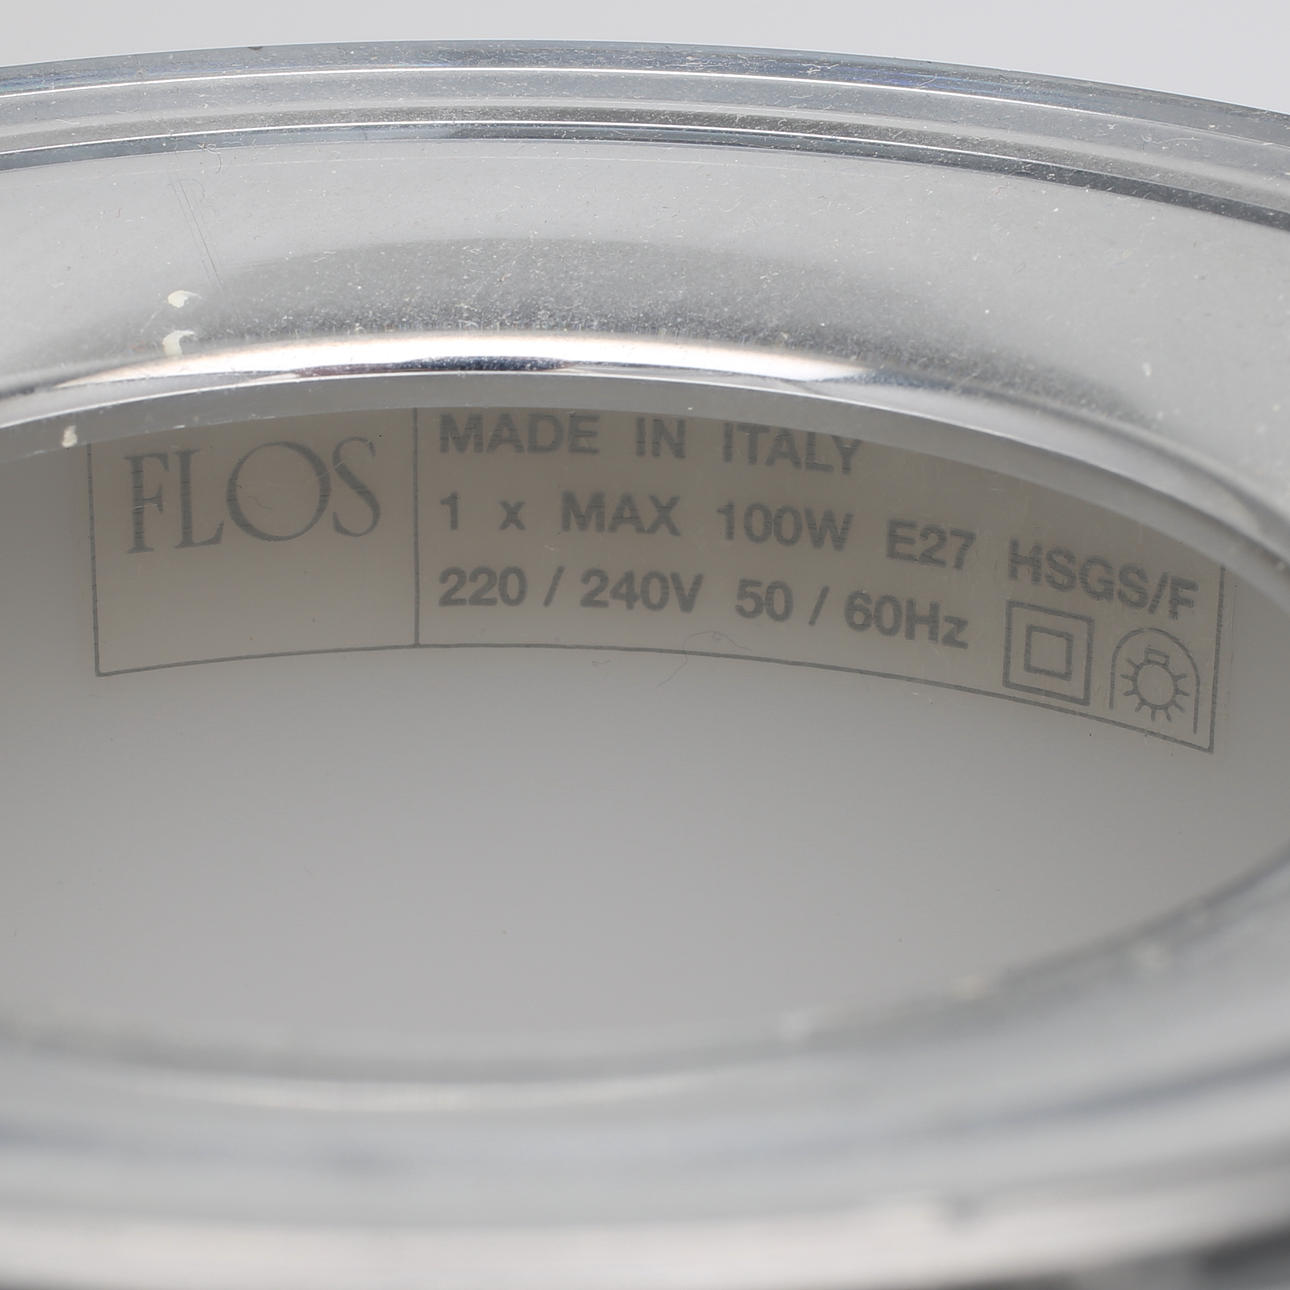 FLOS
MADE IN ITALY
1 x MAX 100W E27 HSGS/F
220 / 240V 50 / 60Hz